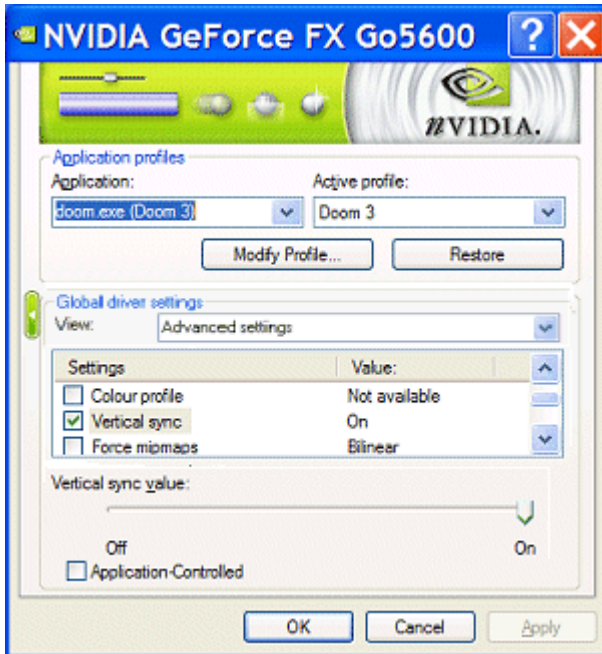 NVIDIA GeForce FX Go5600
nVIDIA.
Application profiles
Application: Active profile:
doom.exe (Doom 3) Doom 3
Modify Profile... Restore
Global driver settings
View: Advanced settings
Settings Value:
Colour profile Not available
Vertical sync On
Force mipmaps Bilinear
Vertical sync value:
Off On
Application-Controlled
OK Cancel Apply